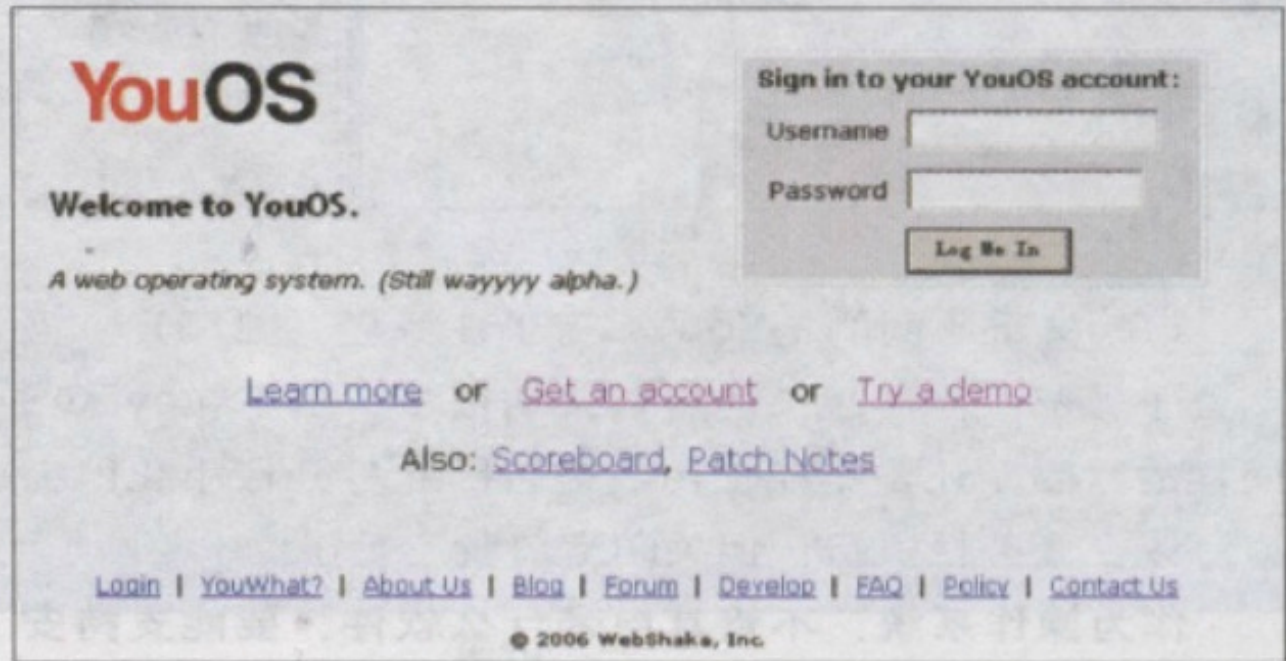 YouOS
Sign in to your YouOS account:
Username
Password
Log Me In
Welcome to YouOS.
A web operating system. (Still wayyyy alpha.)
Learn more or Get an account or Try a demo
Also: Scoreboard, Patch Notes
Login | YouWhat? | About Us | Blog | Forum | Develop | FAQ | Policy | Contact Us
© 2006 WebShaka, Inc.